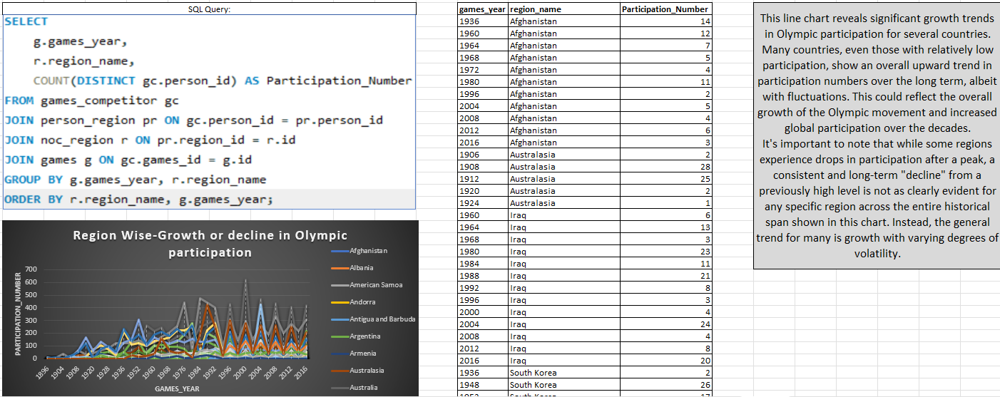 SQL Query:
SELECT
g.games_year,
r.region_name,
COUNT(DISTINCT gc.person_id) AS Participation_Number
FROM games_competitor gc
JOIN person_region pr ON gc.person_id = pr.person_id
JOIN noc_region r ON pr.region_id = r.id
JOIN games g ON gc.games_id = g.id
GROUP BY g.games_year, r.region_name
ORDER BY r.region_name, g.games_year;
Region Wise-Growth or decline in Olympic
participation
PARTICIPATION_NUMBER
700
600
500
400
300
200
100
0
1896
1904
1908
1920
1928
1936
1952
1960
1968
1976
1984
1992
1996
2000
2004
2008
2012
2016
GAMES_YEAR
Afghanistan
Albania
American Samoa
Andorra
Antigua and Barbuda
Argentina
Armenia
Australasia
Australia
games_year region_name Participation_Number
1936 Afghanistan 14
1960 Afghanistan 12
1964 Afghanistan 7
1968 Afghanistan 5
1972 Afghanistan 4
1980 Afghanistan 11
1996 Afghanistan 2
2004 Afghanistan 5
2008 Afghanistan 4
2012 Afghanistan 6
2016 Afghanistan 3
1906 Australasia 2
1908 Australasia 28
1912 Australasia 25
1920 Australasia 2
1924 Australasia 1
1960 Iraq 6
1964 Iraq 13
1968 Iraq 3
1980 Iraq 23
1984 Iraq 11
1988 Iraq 21
1992 Iraq 8
1996 Iraq 3
2000 Iraq 4
2004 Iraq 24
2008 Iraq 4
2012 Iraq 8
2016 Iraq 20
1936 South Korea 2
1948 South Korea 26
This line chart reveals significant growth trends
in Olympic participation for several countries.
Many countries, even those with relatively low
participation, show an overall upward trend in
participation numbers over the long term, albeit
with fluctuations. This could reflect the overall
growth of the Olympic movement and increased
global participation over the decades.
It's important to note that while some regions
experience drops in participation after a peak, a
consistent and long-term "decline" from a
previously high level is not as clearly evident for
any specific region across the entire historical
span shown in this chart. Instead, the general
trend for many is growth with varying degrees of
volatility.